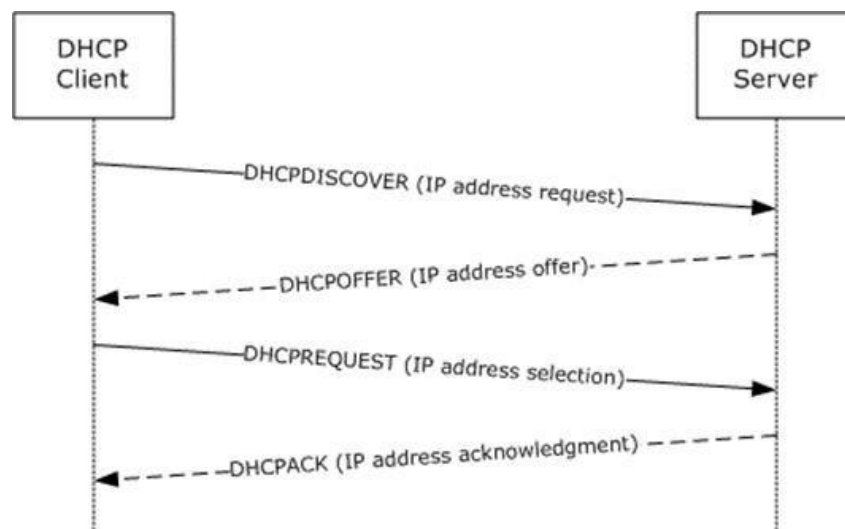 DHCP
Client
DHCP
Server
DHCPDISCOVER (IP address request)
DHCPOFFER (IP address offer)
DHCPREQUEST (IP address selection)
DHCPACK (IP address acknowledgment)